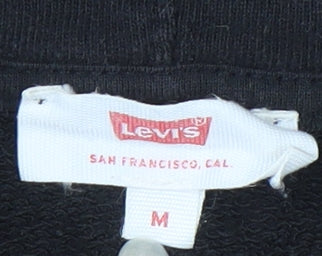 Levi's®
SAN FRANCISCO, CAL.
M